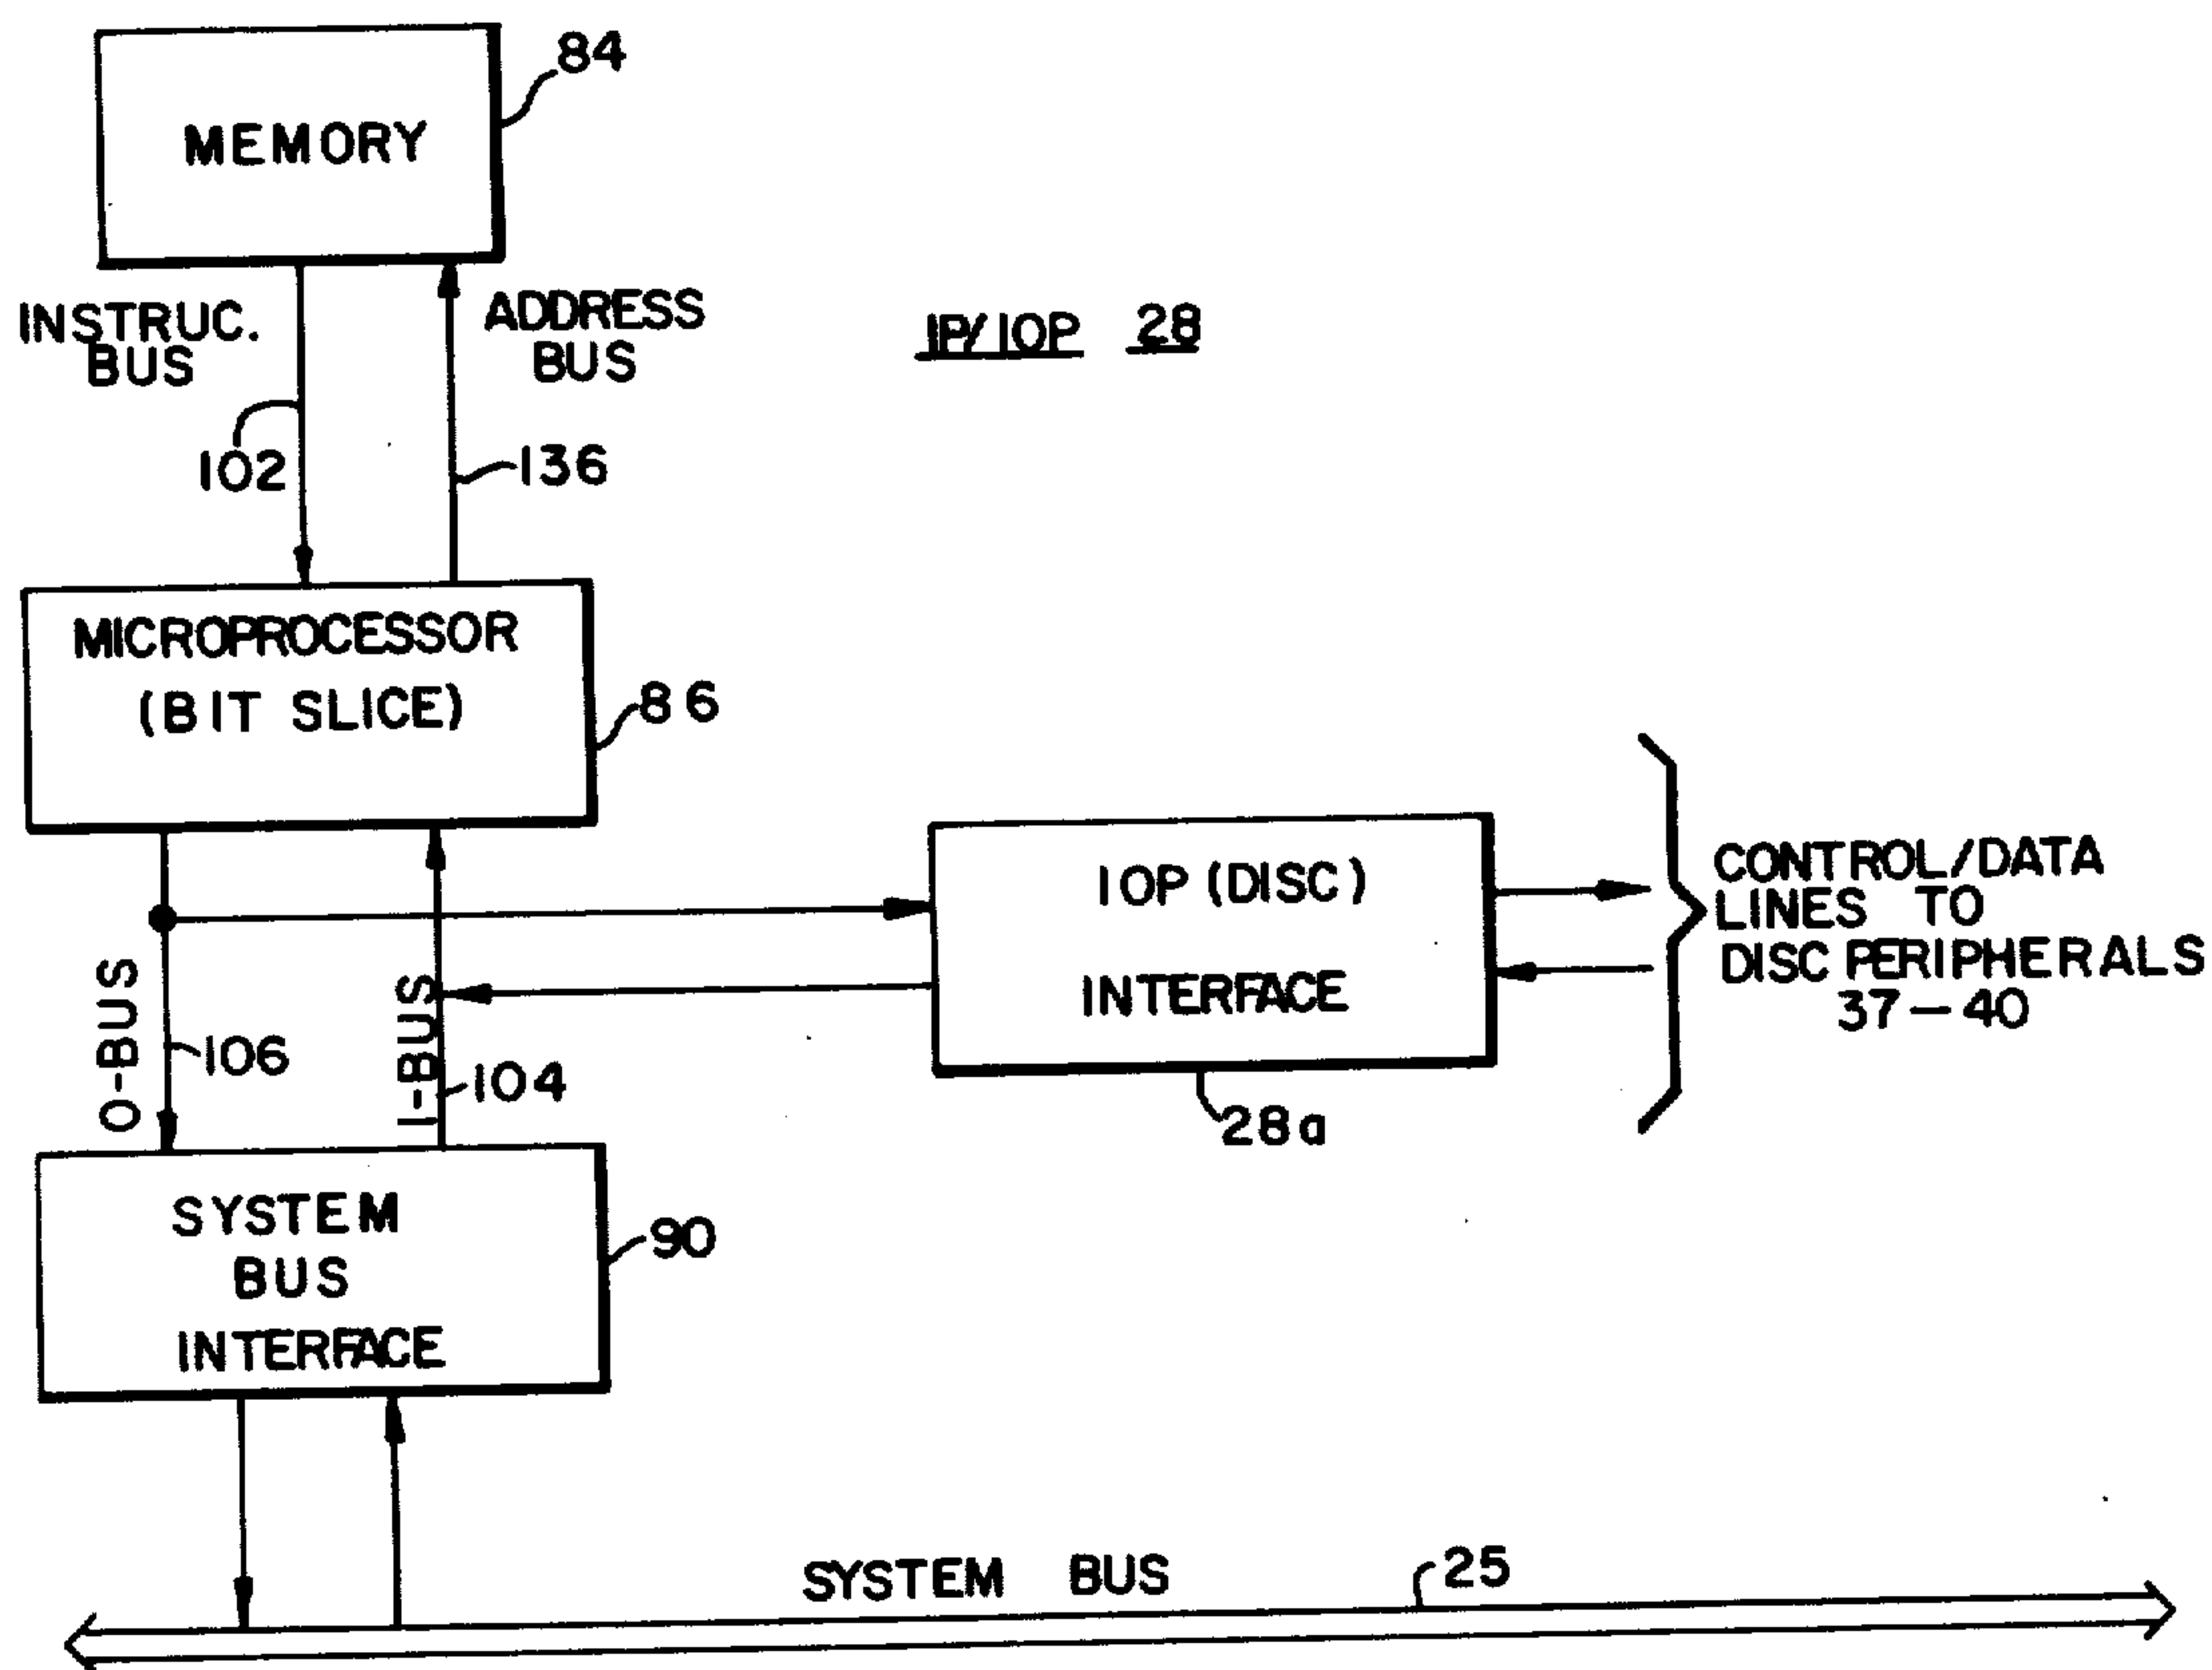 84
MEMORY
INSTRUC.
BUS
ADDRESS
BUS
IP/IOP 28
102
136
MICROPROCESSOR
(BIT SLICE)
86
IOP (DISC)
INTERFACE
CONTROL/DATA
LINES TO
DISC PERIPHERALS
37-40
O-BUS
106
I-BUS
104
28a
SYSTEM
BUS
INTERFACE
90
SYSTEM BUS
25